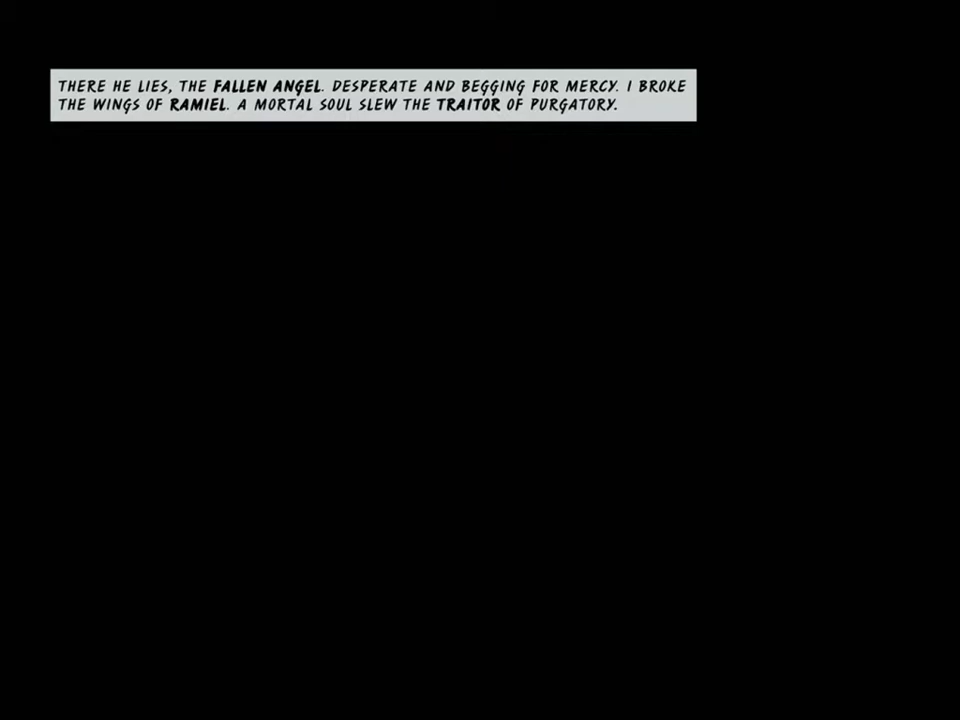 THERE HE LIES, THE FALLEN ANGEL. DESPERATE AND BEGGING FOR MERCY. I BROKE
THE WINGS OF RAMIEL. A MORTAL SOUL SLEW THE TRAITOR OF PURGATORY.